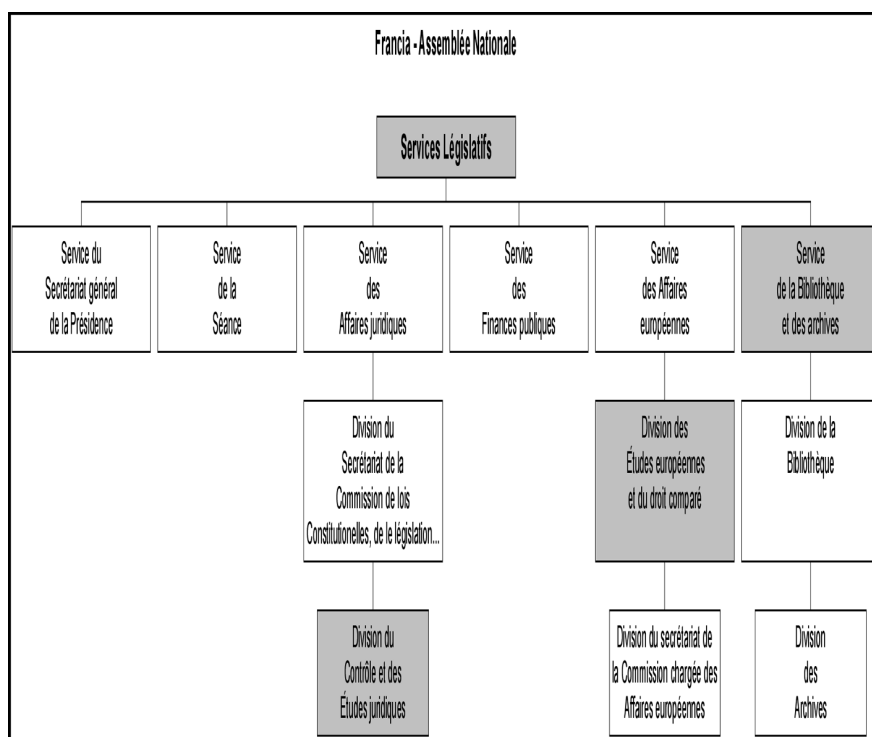 Francia - Assemblée Nationale
Services Législatifs
Service du
Secrétariat général
de la Présidence
Service
de la
Séance
Service
des
Affaires juridiques
Service
des
Finances publiques
Service
des Affaires
européennes
Service
de la Bibliothèque
et des archives
Division du
Secrétariat de la
Commission de lois
Constitutionelles, de le législation...
Division des
Études européennes
et du droit comparé
Division de la
Bibliothèque
Division du
Contrôle et des
Études juridiques
Division du secrétariat de
la Commission chargée des
Affaires européennes
Division
des
Archives